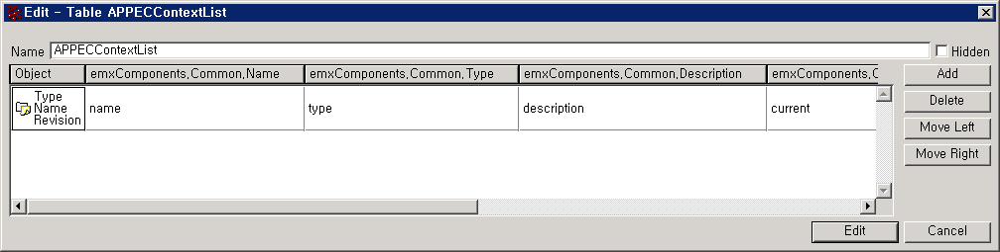 Edit - Table APPECContextList
Name APPECContextList Hidden
Object emxComponents,Common,Name emxComponents,Common,Type emxComponents,Common,Description emxComponents,C
Type
Name
Revision
name type description current
Add
Delete
Move Left
Move Right
Edit Cancel